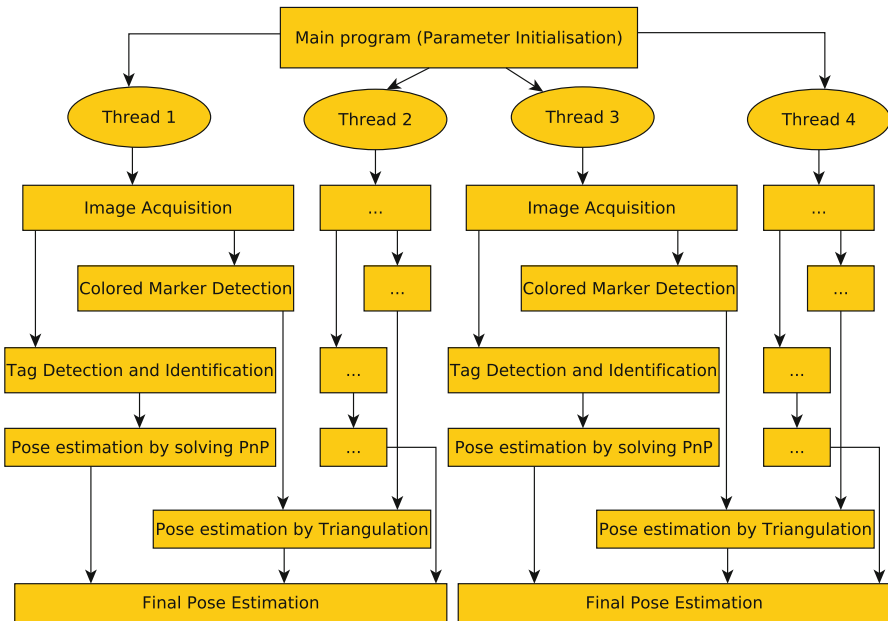 Main program (Parameter Initialisation)
Thread 1
Thread 2
Thread 3
Thread 4
Image Acquisition
...
Image Acquisition
...
Colored Marker Detection
...
Colored Marker Detection
...
Tag Detection and Identification
...
Tag Detection and Identification
...
Pose estimation by solving PnP
...
Pose estimation by solving PnP
...
Pose estimation by Triangulation
Pose estimation by Triangulation
Final Pose Estimation
Final Pose Estimation